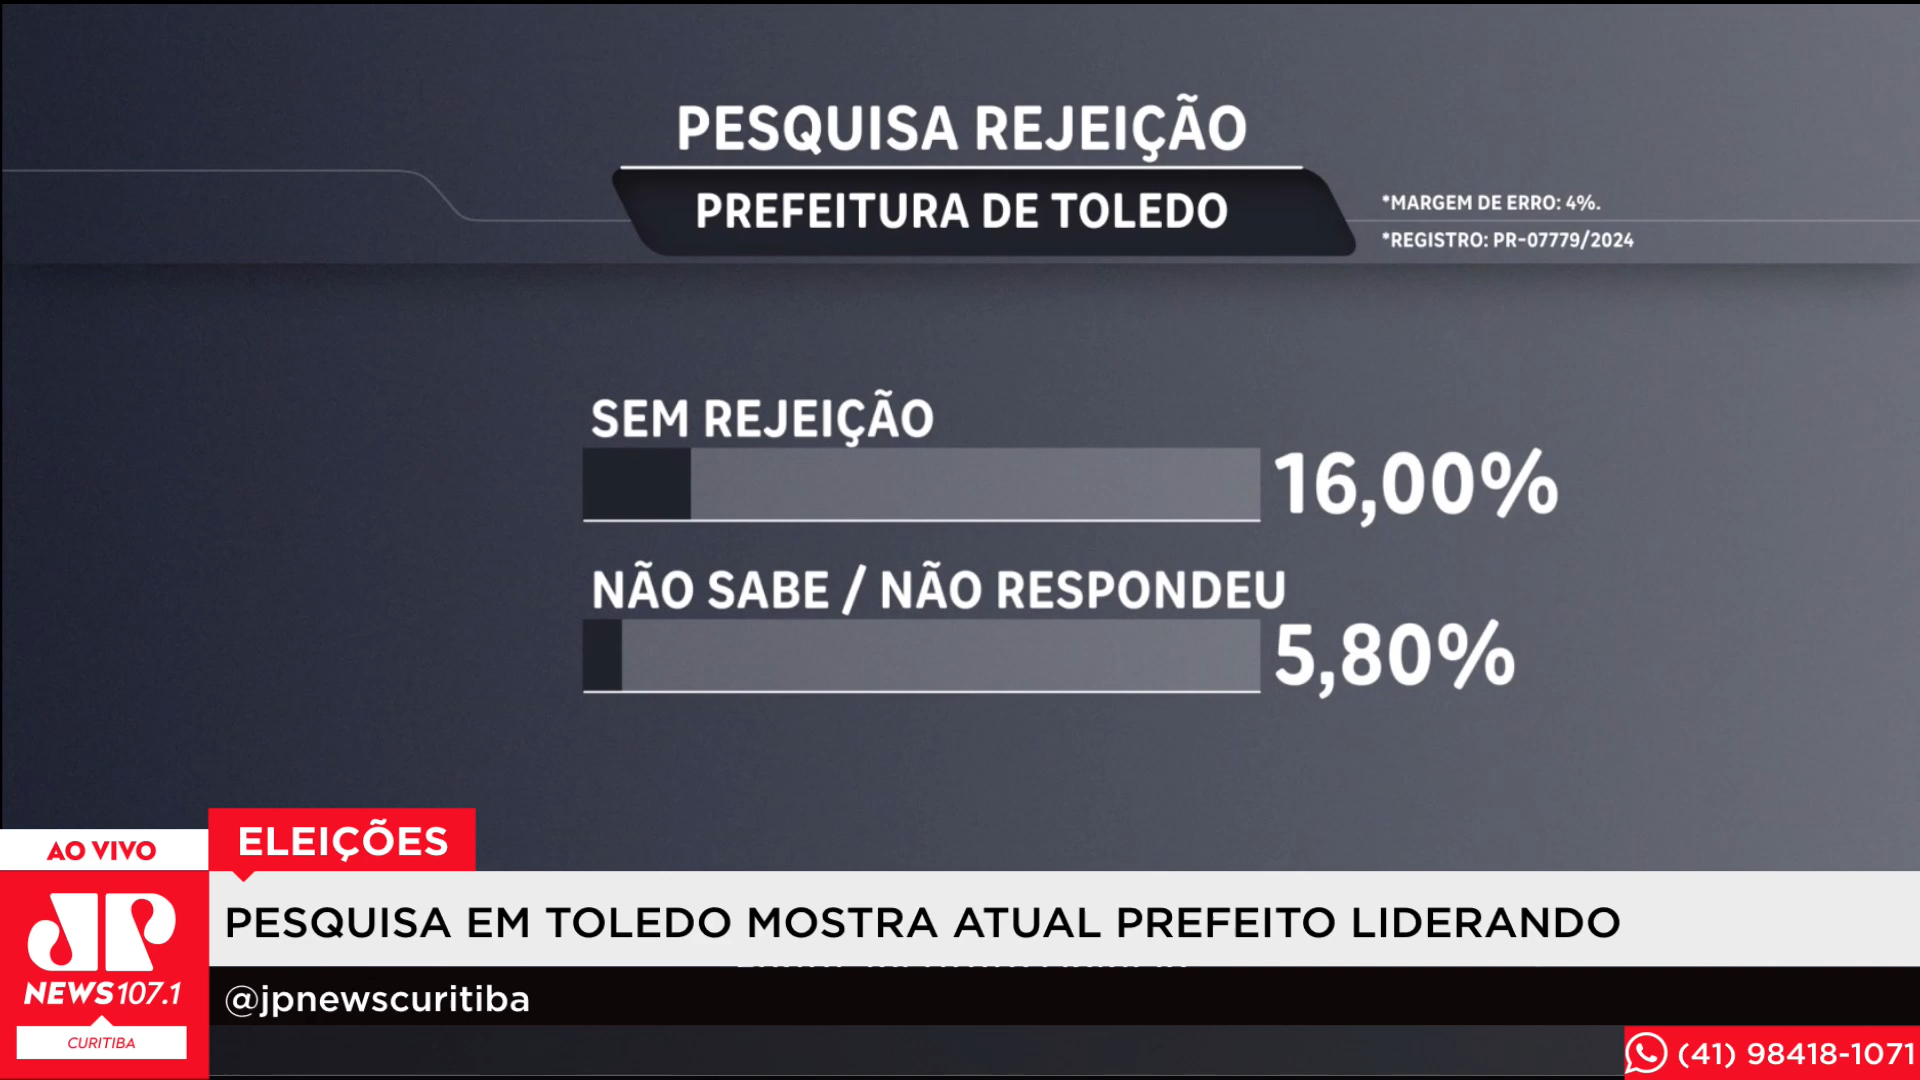 PESQUISA REJEIÇÃO
PREFEITURA DE TOLEDO
*MARGEM DE ERRO: 4%.
*REGISTRO: PR-07779/2024
SEM REJEIÇÃO
16,00%
NÃO SABE / NÃO RESPONDEU
5,80%
AO VIVO
ELEIÇÕES
JP
NEWS 107.1
CURITIBA
PESQUISA EM TOLEDO MOSTRA ATUAL PREFEITO LIDERANDO
@jpnewscuritiba
(41) 98418-1071